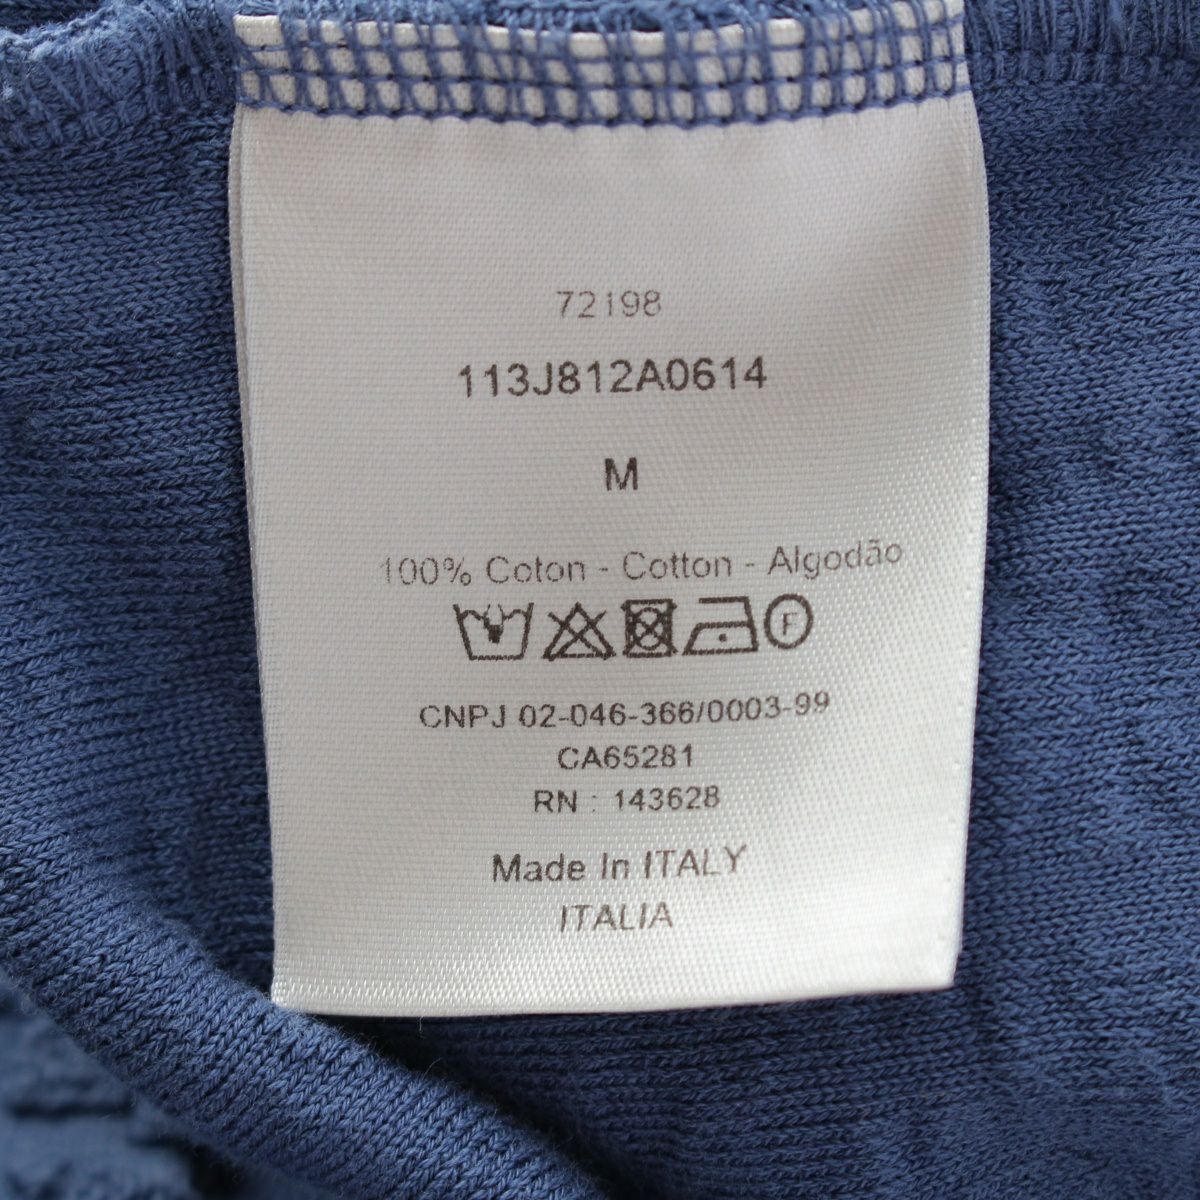 72198
113J812A0614
M
100% Coton - Cotton - Algodão
F
CNPJ 02-046-366/0003-99
CA65281
RN : 143628
Made In ITALY
ITALIA